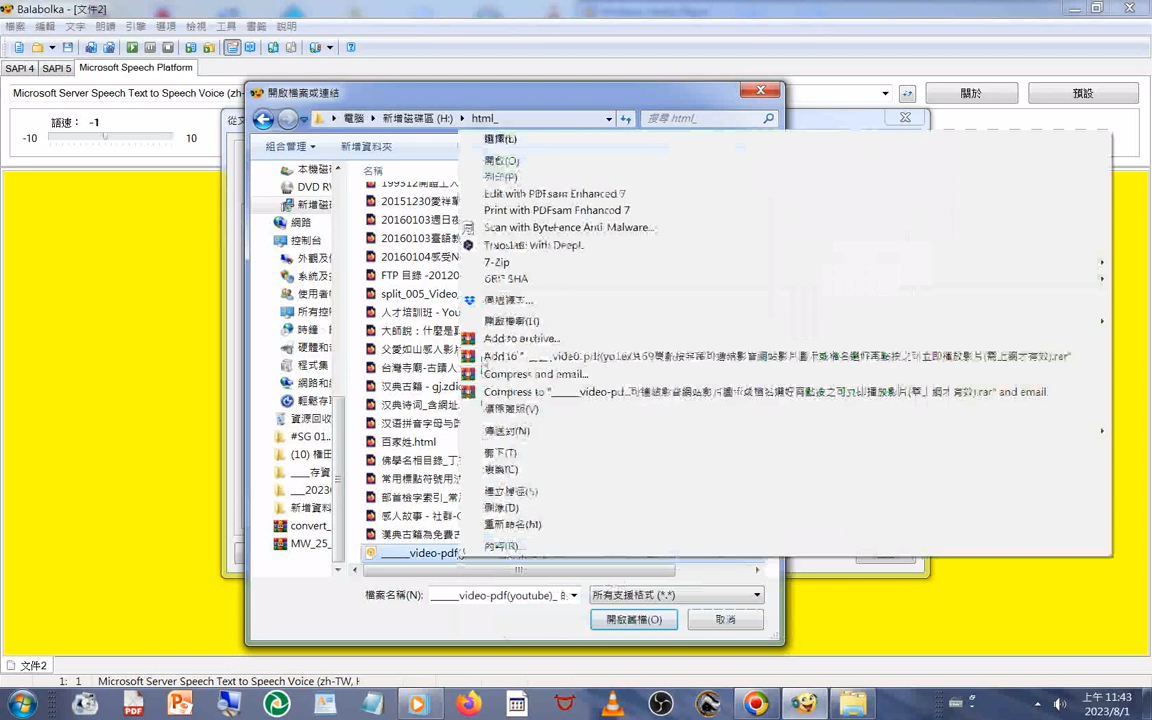 Balabolka - [文件2]
檔案 編輯 文字 朗讀 引擎 選項 檢視 工具 書籤 說明
SAPI 4 SAPI 5 Microsoft Speech Platform
Microsoft Server Speech Text to Speech Voice (zh-
關於 預設
語速： -1
-10 10
開啟檔案或連結
電腦 新增磁碟區 (H:) html_
搜尋 html_
組合管理 新增資料夾
名稱
本機磁
DVD RV
新增磁
網路
控制台
外觀及
系統及
使用者
所有控
時鐘、
硬體和
程式集
網路和
輕鬆存
資源回收
#SG 01.
(10) 權田
____存資
___2023
新增資料
convert_
MW_25_
20151230愛祥
20160103週日夜
20160103臺語
20160104感受N
FTP 目錄 -20120-
split_005_Video_
人才培訓班 - You
大師說：什麼是
父愛如山感人影片
台灣寺廟-古蹟人
汉典古籍 - gj.zdic
汉典诗词_含網址.
汉语拼音字母与
百家姓.html
佛學名相目錄_丁
常用標點符號用法
部首檢字索引_常
感人故事 - 社群-G
漢典古籍為免費古
______video-pdf(
選擇(L)
開啟(O)
列印(P)
Edit with PDFsam Enhanced 7
Print with PDFsam Enhanced 7
Scan with ByteFence Anti-Malware...
Translate with DeepL
7-Zip
CRC SHA
開啟檔案(H)
Add to archive...
Compress and email...
傳送到(N)
剪下(T)
複製(C)
建立捷徑(S)
刪除(D)
重新命名(M)
內容(R)
檔案名稱(N):
______video-pdf(youtube)_
所有支援格式 (*.*)
開啟舊檔(O) 取消
文件2
1: 1 Microsoft Server Speech Text to Speech Voice (zh-TW, H
上午 11:43
2023/8/1